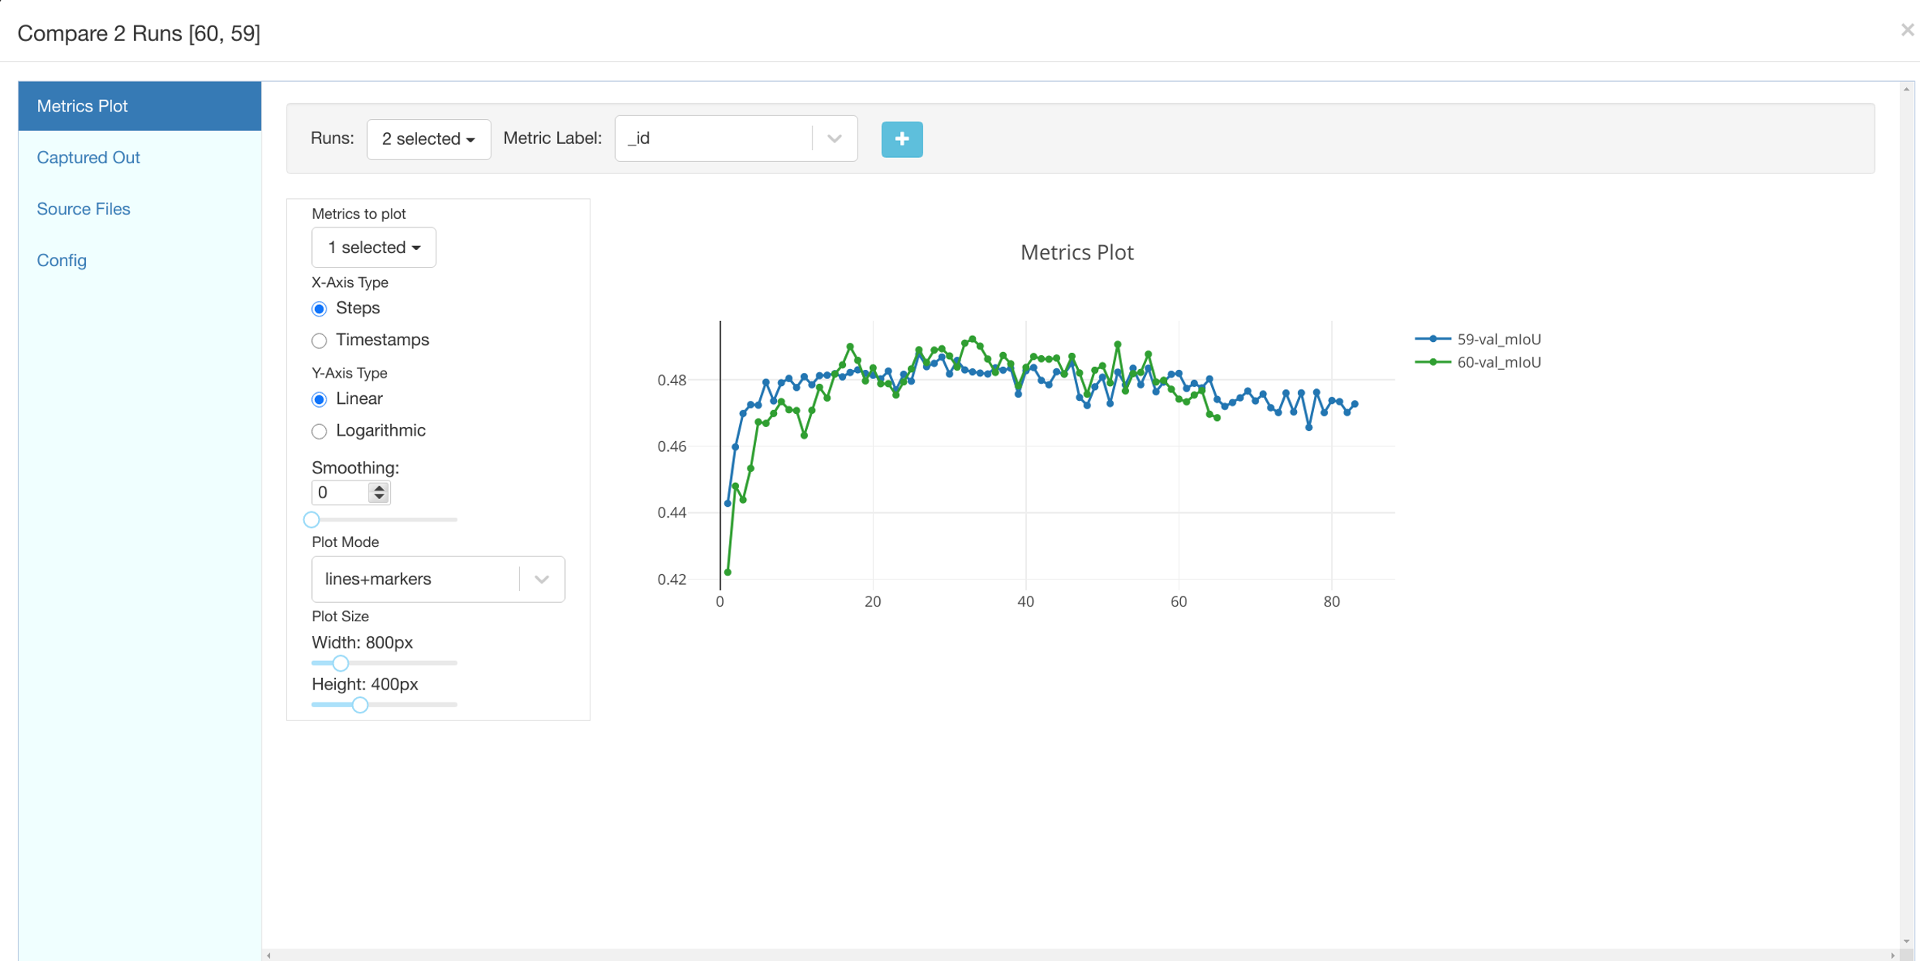 Compare 2 Runs [60, 59]
×
Metrics Plot
Captured Out
Source Files
Config
Runs: 2 selected Metric Label: _id +
Metrics to plot
1 selected
X-Axis Type
Steps
Timestamps
Y-Axis Type
Linear
Logarithmic
Smoothing:
0
Plot Mode
lines+markers
Plot Size
Width: 800px
Height: 400px
Metrics Plot
59-val_mIoU
60-val_mIoU
0.48
0.46
0.44
0.42
0 20 40 60 80